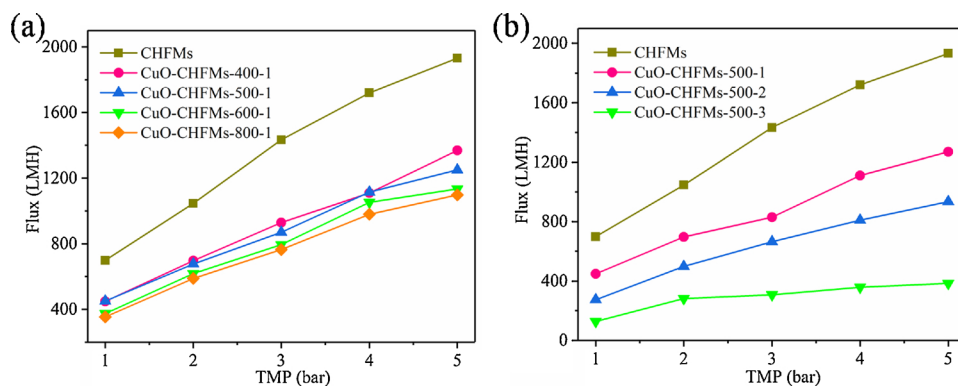 (a)
2000
1600
1200
800
400
Flux (LMH)
CHFMs
CuO-CHFMs-400-1
CuO-CHFMs-500-1
CuO-CHFMs-600-1
CuO-CHFMs-800-1
1 2 3 4 5
TMP (bar)
(b)
2000
1600
1200
800
400
0
Flux (LMH)
CHFMs
CuO-CHFMs-500-1
CuO-CHFMs-500-2
CuO-CHFMs-500-3
1 2 3 4 5
TMP (bar)